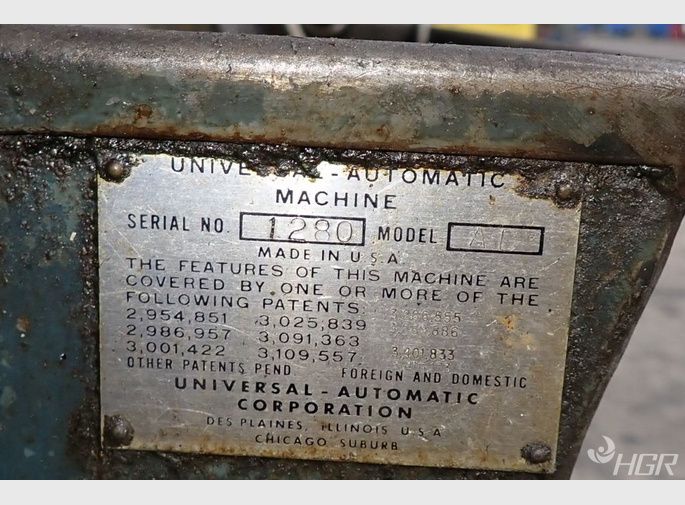 UNIVERSAL-AUTOMATIC
MACHINE
SERIAL NO. 1280 MODEL
MADE IN U.S.A.
THE FEATURES OF THIS MACHINE ARE
COVERED BY ONE OR MORE OF THE
FOLLOWING PATENTS
2,954,851 3,025,839
2,986,957 3,091,363
3,001,422 3,109,557 3,201,833
OTHER PATENTS PEND FOREIGN AND DOMESTIC
UNIVERSAL-AUTOMATIC
CORPORATION
DES PLAINES, ILLINOIS U.S.A
CHICAGO SUBURB
HGR